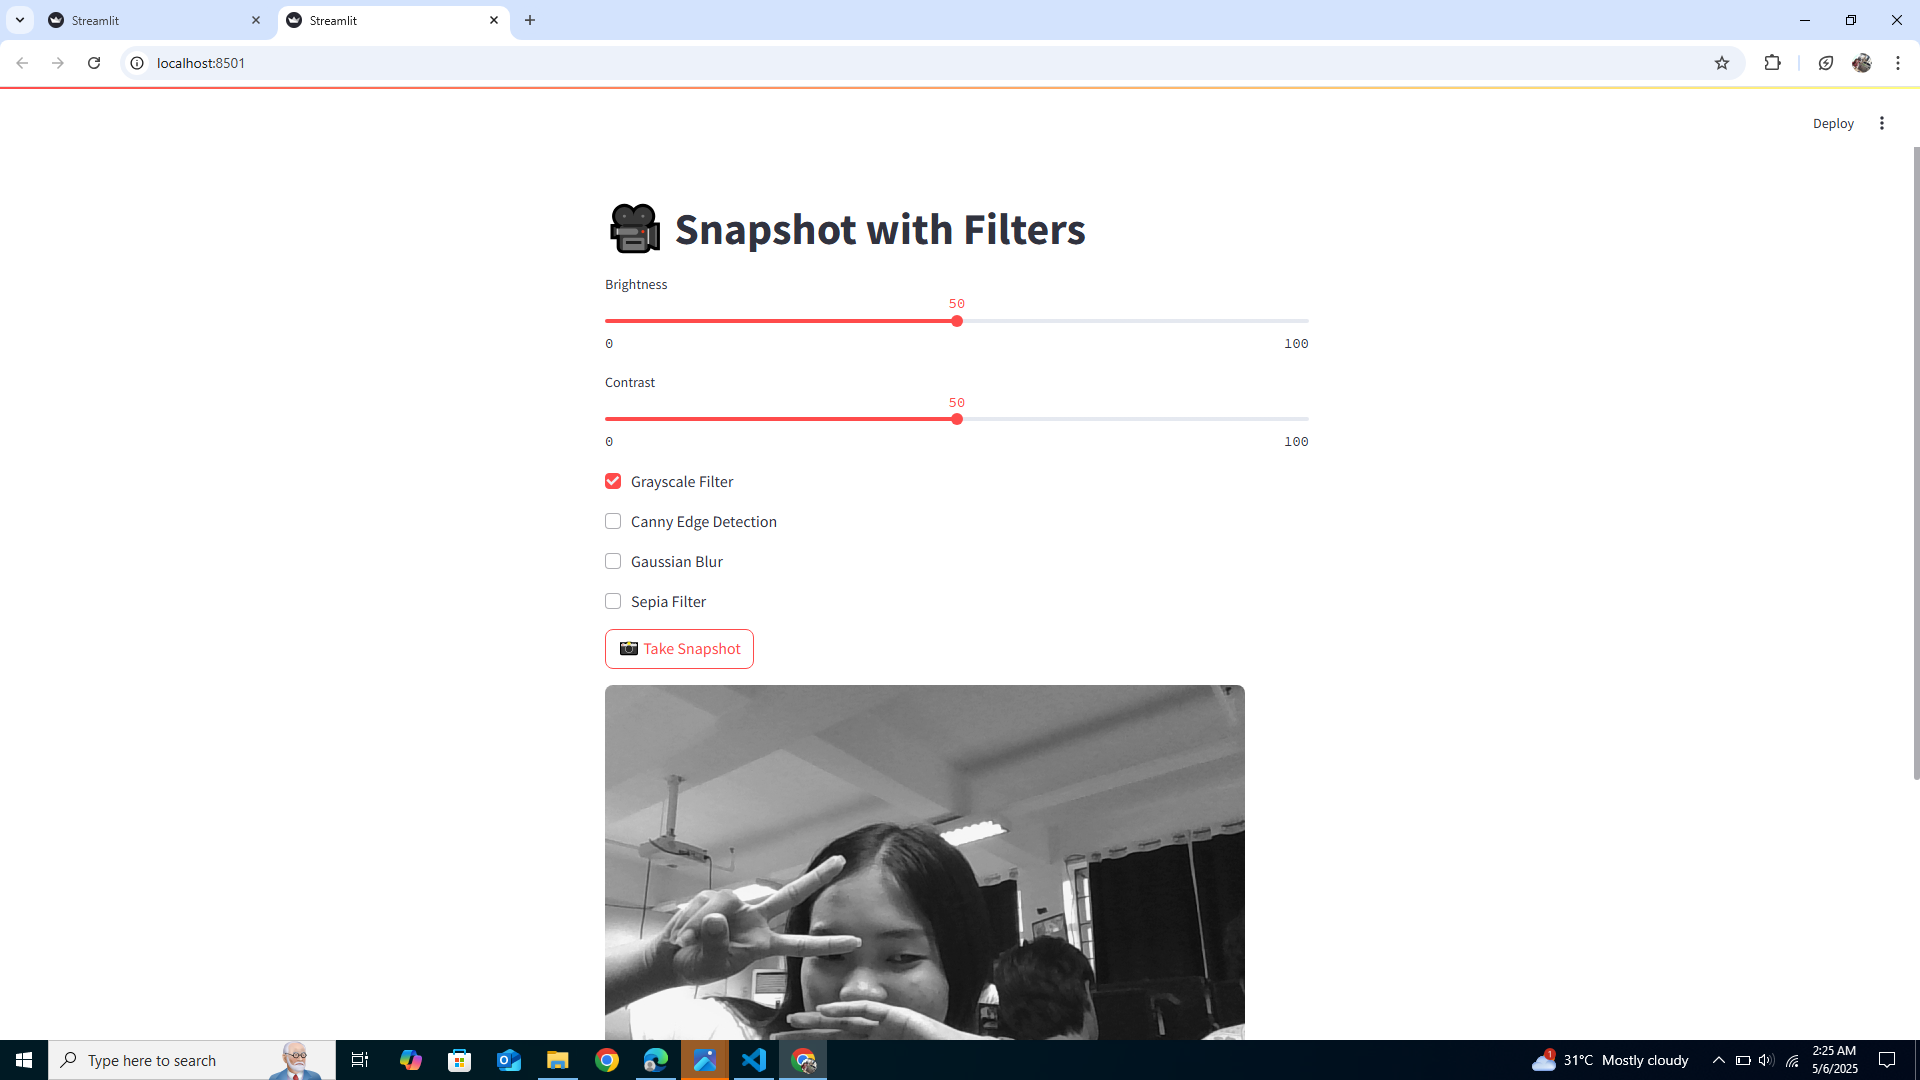 Streamlit
Streamlit
localhost:8501
Deploy
Snapshot with Filters
Brightness
50
0 100
Contrast
50
0 100
Grayscale Filter
Canny Edge Detection
Gaussian Blur
Sepia Filter
Take Snapshot
Type here to search
1
31°C Mostly cloudy
2:25 AM
5/6/2025